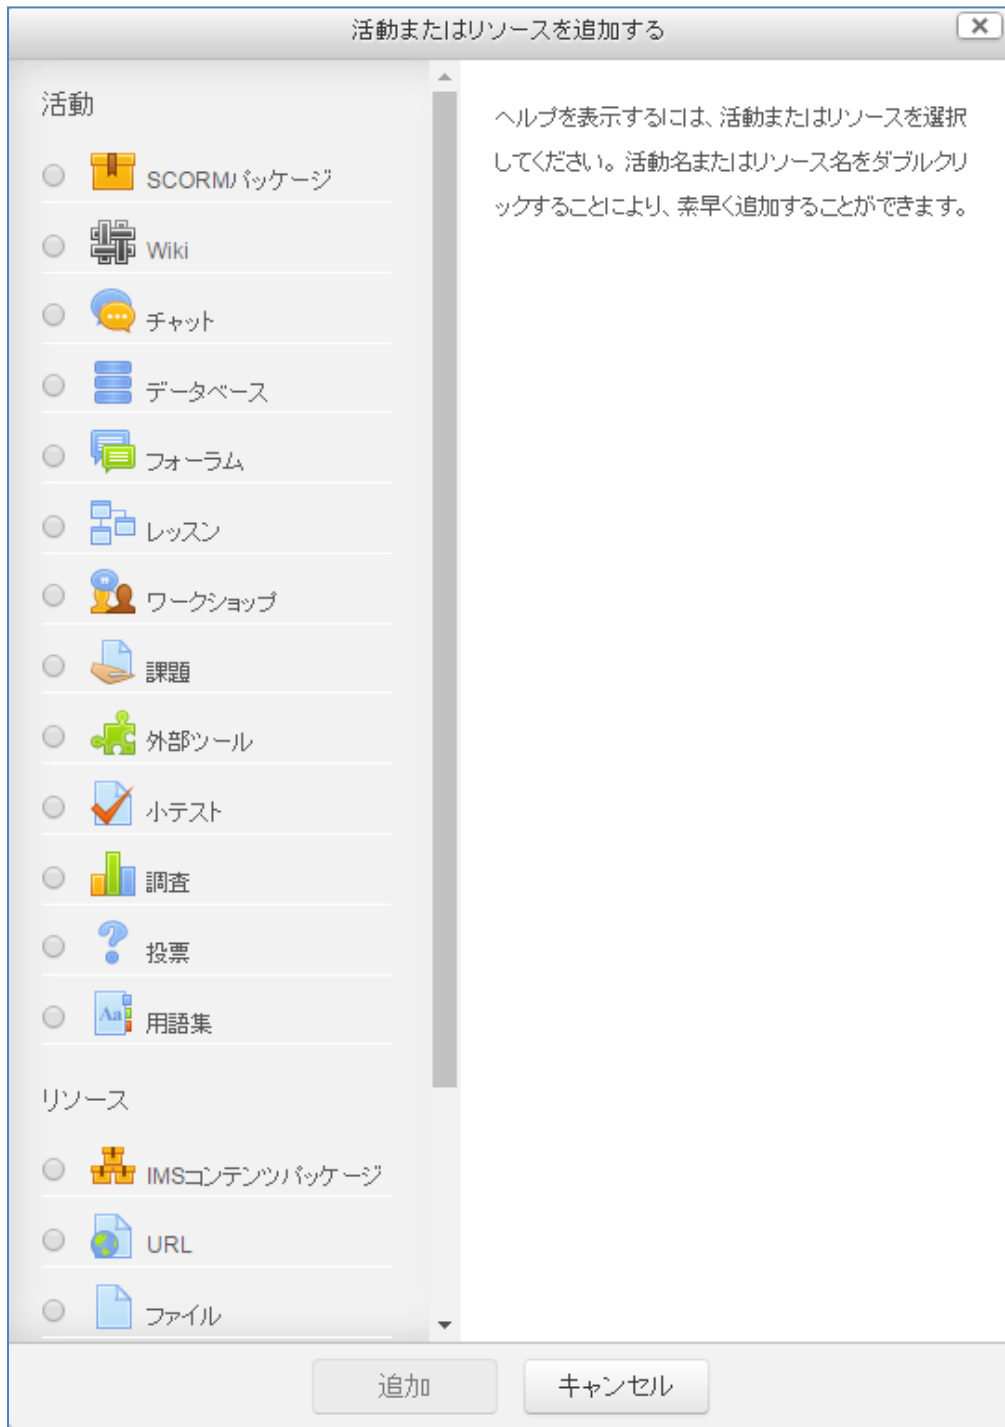 活動またはリソースを追加する
活動
ヘルプを表示するには、活動またはリソースを選択
してください。活動名またはリソース名をダブルクリ
ックすることにより、素早く追加することができます。
SCORMパッケージ
Wiki
チャット
データベース
フォーラム
レッスン
ワークショップ
課題
外部ツール
小テスト
調査
投票
Aa
用語集
リソース
IMSコンテンツパッケージ
URL
ファイル
追加
キャンセル